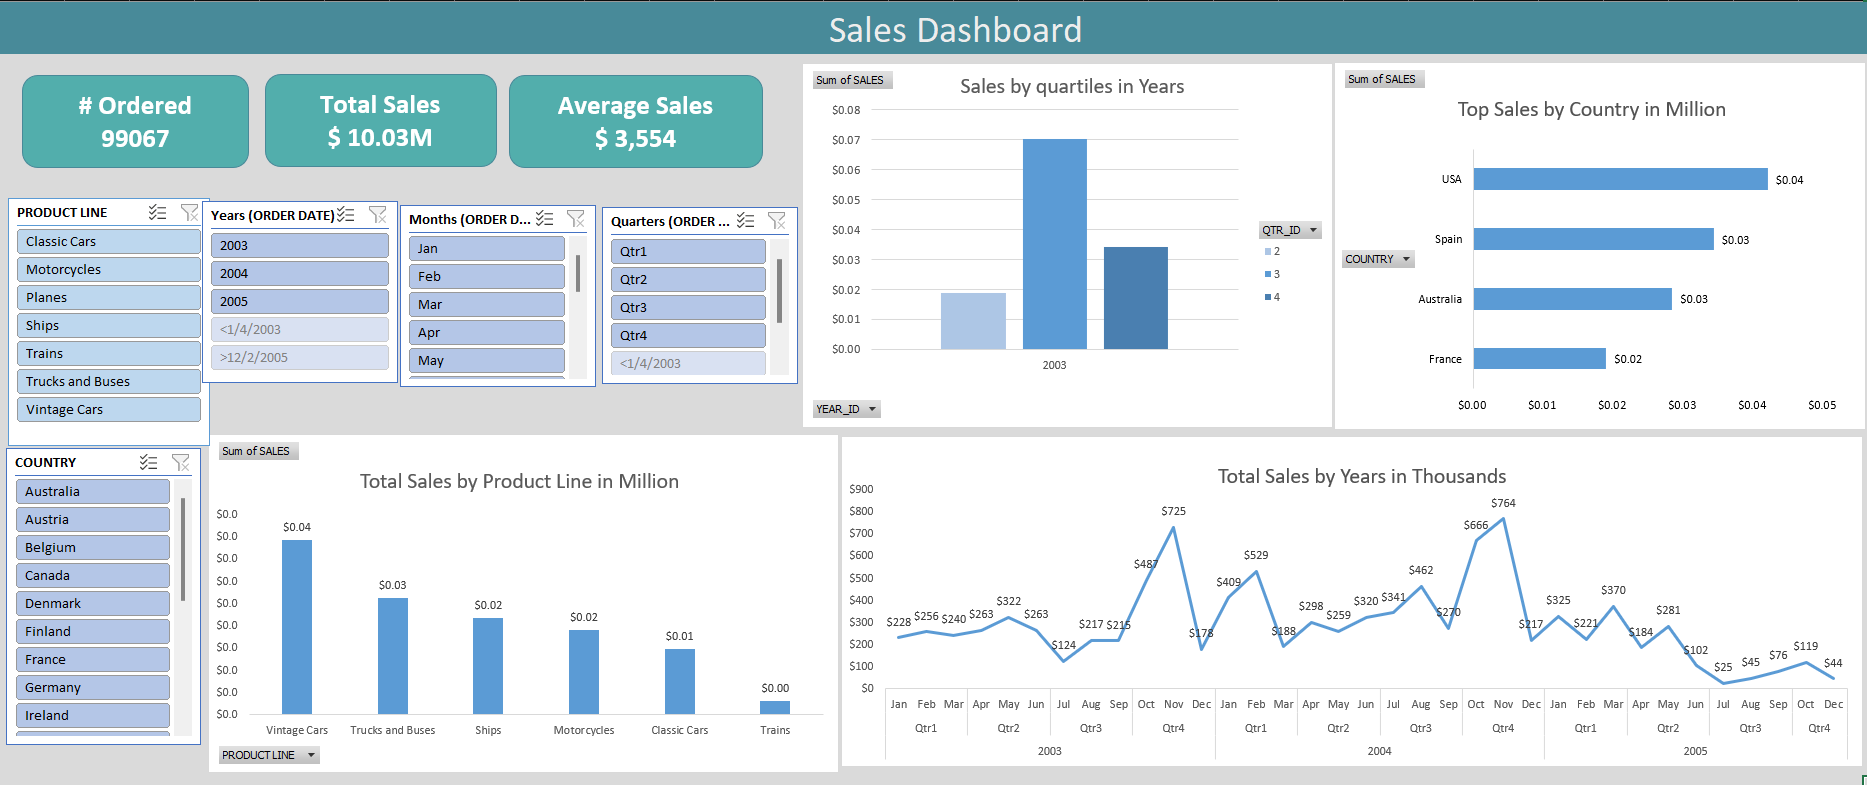 Sales Dashboard
# Ordered
99067
Total Sales
$ 10.03M
Average Sales
$ 3,554
PRODUCT LINE
Classic Cars
Motorcycles
Planes
Ships
Trains
Trucks and Buses
Vintage Cars
Years (ORDER DATE)
2003
2004
2005
<1/4/2003
>12/2/2005
Months (ORDER D...
Jan
Feb
Mar
Apr
May
Quarters (ORDER ...
Qtr1
Qtr2
Qtr3
Qtr4
<1/4/2003
Sum of SALES
Sales by quartiles in Years
$0.08
$0.07
$0.06
$0.05
$0.04
$0.03
$0.02
$0.01
$0.00
2003
QTR_ID
2
3
4
YEAR_ID
Sum of SALES
Top Sales by Country in Million
COUNTRY
USA $0.04
Spain $0.03
Australia $0.03
France $0.02
$0.00 $0.01 $0.02 $0.03 $0.04 $0.05
COUNTRY
Australia
Austria
Belgium
Canada
Denmark
Finland
France
Germany
Ireland
Sum of SALES
Total Sales by Product Line in Million
$0.0
$0.0
$0.0
$0.0
$0.0
$0.0
$0.0
$0.0
$0.0
$0.0
$0.04 $0.03 $0.02 $0.02 $0.01 $0.00
Vintage Cars Trucks and Buses Ships Motorcycles Classic Cars Trains
PRODUCT LINE
Total Sales by Years in Thousands
$900
$800
$700
$600
$500
$400
$300
$200
$100
$0
$228 $256 $240 $263 $322 $263 $124 $217 $215 $487 $725 $178 $409 $529 $188 $298 $259 $320 $341 $462 $270 $666 $764 $217 $325 $221 $370 $184 $281 $102 $25 $45 $76 $119 $44
Jan Feb Mar Apr May Jun Jul Aug Sep Oct Nov Dec Jan Feb Mar Apr May Jun Jul Aug Sep Oct Nov Dec Jan Feb Mar Apr May Jun Jul Aug Sep Oct Dec
Qtr1 Qtr2 Qtr3 Qtr4 Qtr1 Qtr2 Qtr3 Qtr4 Qtr1 Qtr2 Qtr3 Qtr4
2003 2004 2005